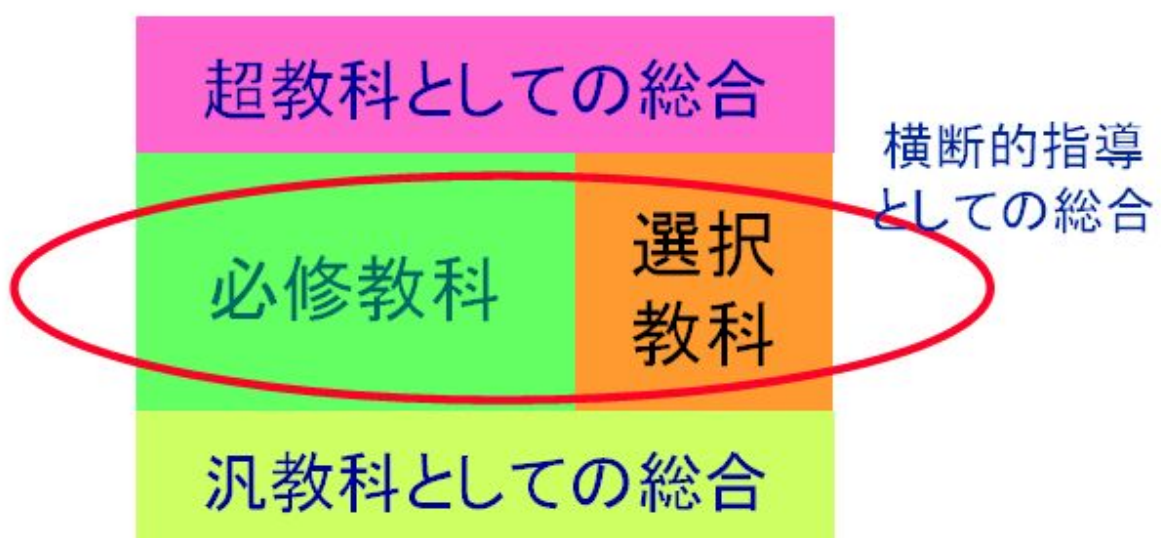 超教科としての総合
横断的指導
としての総合
必修教科
選択
教科
汎教科としての総合